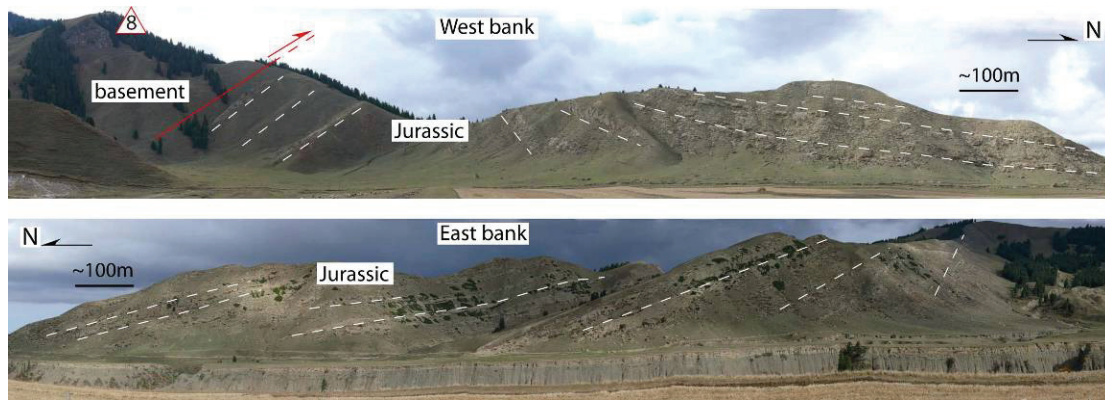 8
West bank
N
basement
~100m
Jurassic
N
East bank
~100m
Jurassic